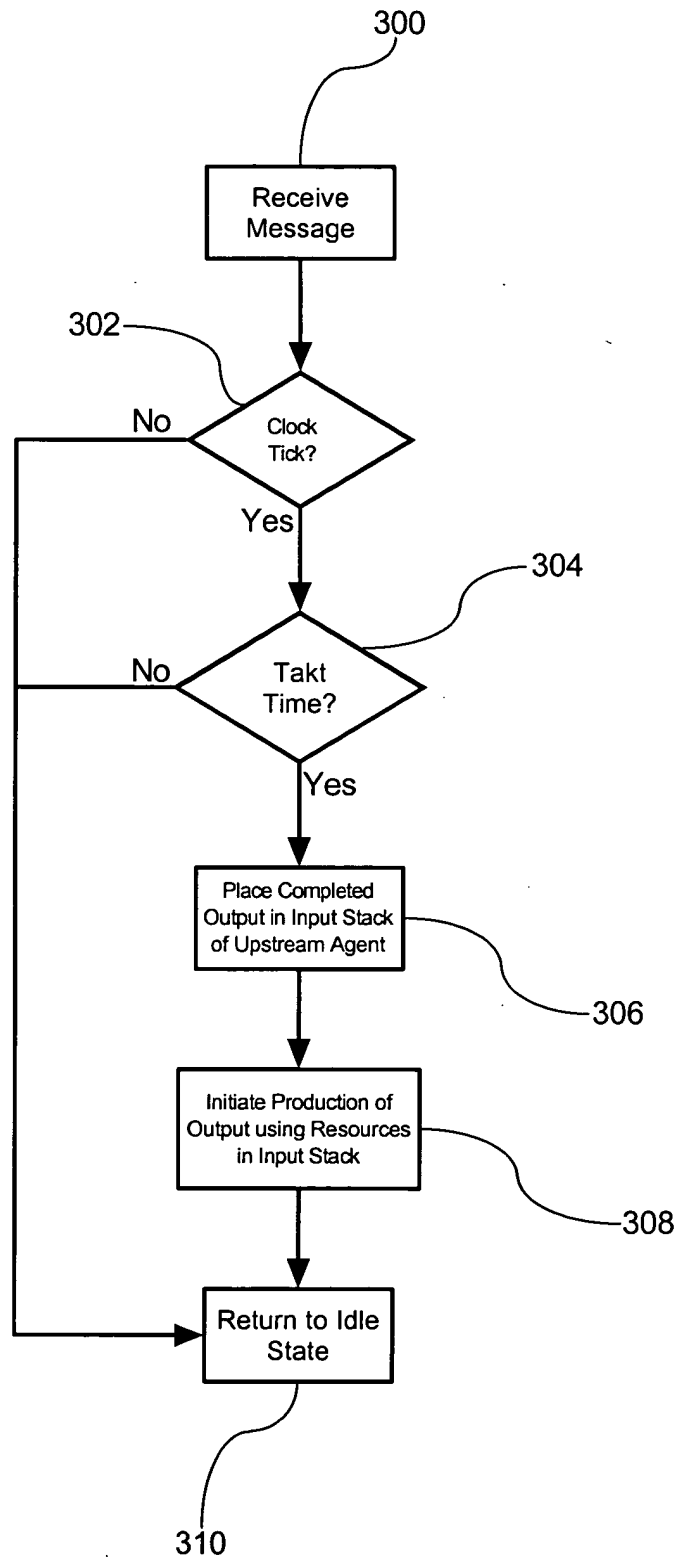 300
Receive
Message
302
No
Clock
Tick?
Yes
304
No
Takt
Time?
Yes
Place Completed
Output in Input Stack
of Upstream Agent
306
Initiate Production of
Output using Resources
in Input Stack
308
Return to Idle
State
310